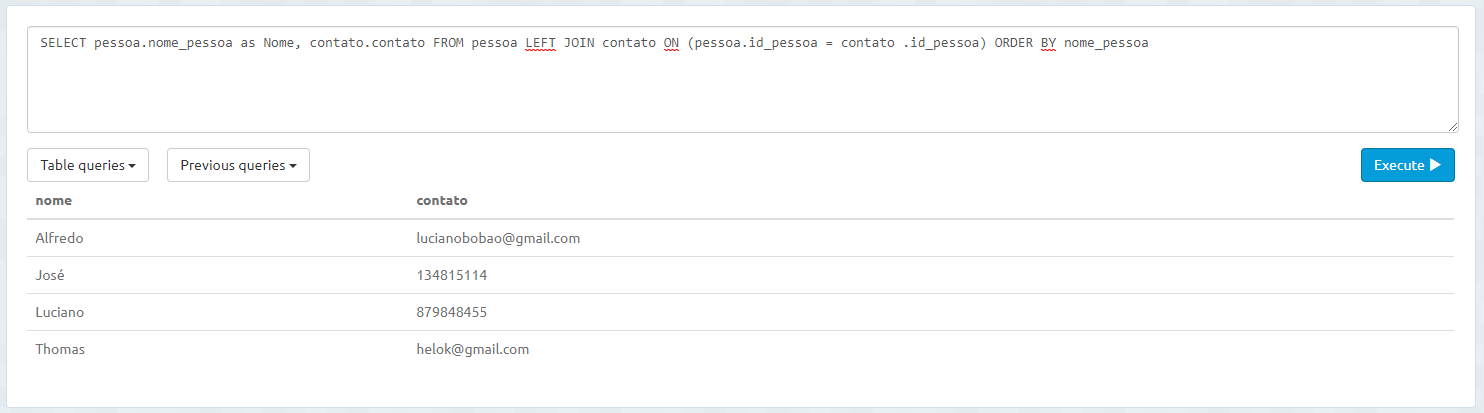 SELECT pessoa.nome_pessoa as Nome, contato.contato FROM pessoa LEFT JOIN contato ON (pessoa.id_pessoa = contato .id_pessoa) ORDER BY nome_pessoa
Table queries Previous queries Execute
nome contato
Alfredo lucianobobao@gmail.com
José 134815114
Luciano 879848455
Thomas helok@gmail.com